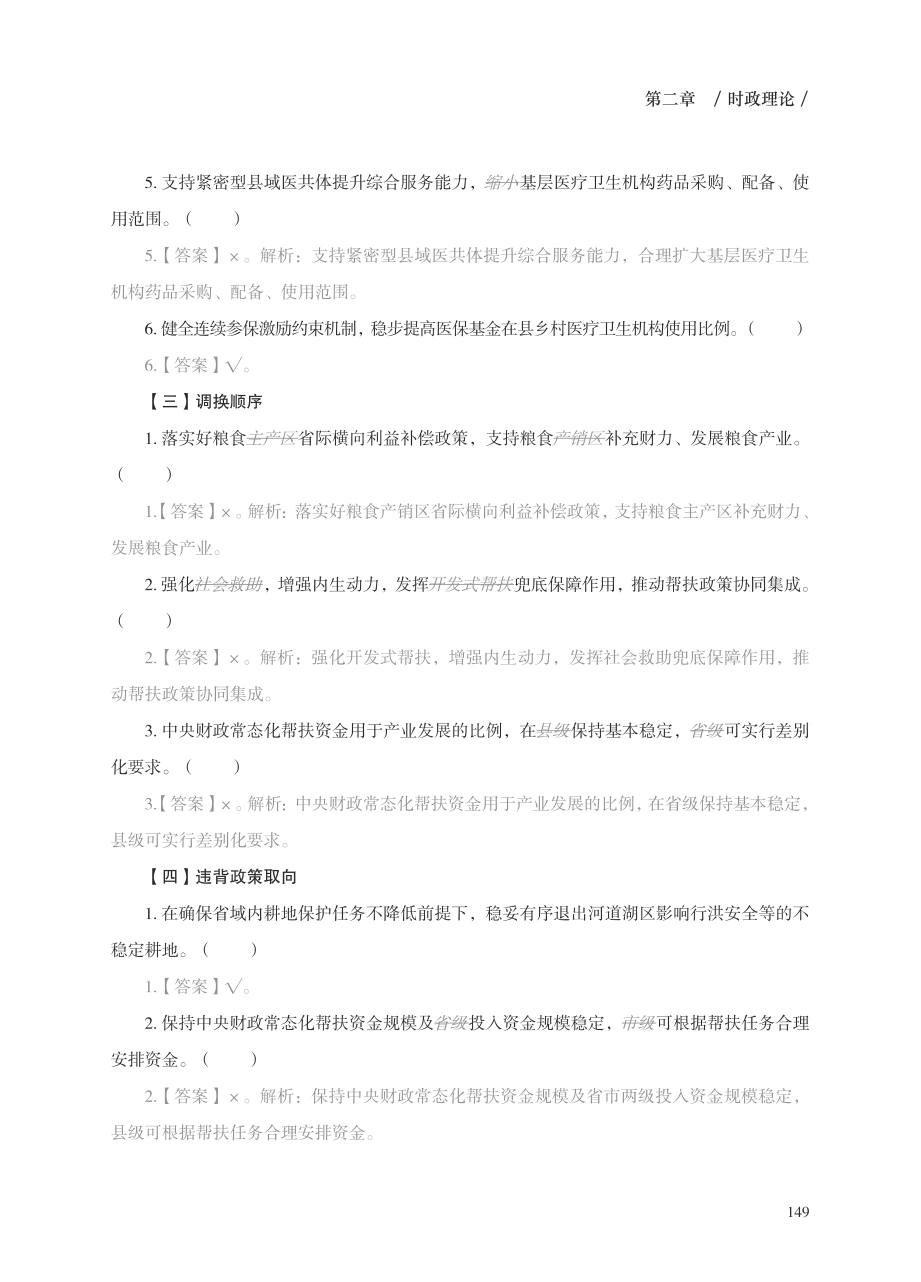 第二章 / 时政理论 /
5. 支持紧密型县域医共体提升综合服务能力，缩小基层医疗卫生机构药品采购、配备、使
用范围。（　　）
5.【答案】×。解析：支持紧密型县域医共体提升综合服务能力，合理扩大基层医疗卫生
机构药品采购、配备、使用范围。
6. 健全连续参保激励约束机制，稳步提高医保基金在县乡村医疗卫生机构使用比例。（　　）
6.【答案】√。
【三】调换顺序
1. 落实好粮食主产区省际横向利益补偿政策，支持粮食产销区补充财力、发展粮食产业。
（　　）
1.【答案】×。解析：落实好粮食产销区省际横向利益补偿政策，支持粮食主产区补充财力、
发展粮食产业。
2. 强化社会救助，增强内生动力，发挥开发式帮扶兜底保障作用，推动帮扶政策协同集成。
（　　）
2.【答案】×。解析：强化开发式帮扶，增强内生动力，发挥社会救助兜底保障作用，推
动帮扶政策协同集成。
3. 中央财政常态化帮扶资金用于产业发展的比例，在县级保持基本稳定，省级可实行差别
化要求。（　　）
3.【答案】×。解析：中央财政常态化帮扶资金用于产业发展的比例，在省级保持基本稳定，
县级可实行差别化要求。
【四】违背政策取向
1. 在确保省域内耕地保护任务不降低前提下，稳妥有序退出河道湖区影响行洪安全等的不
稳定耕地。（　　）
1.【答案】√。
2. 保持中央财政常态化帮扶资金规模及省级投入资金规模稳定，市级可根据帮扶任务合理
安排资金。（　　）
2.【答案】×。解析：保持中央财政常态化帮扶资金规模及省市两级投入资金规模稳定，
县级可根据帮扶任务合理安排资金。
149